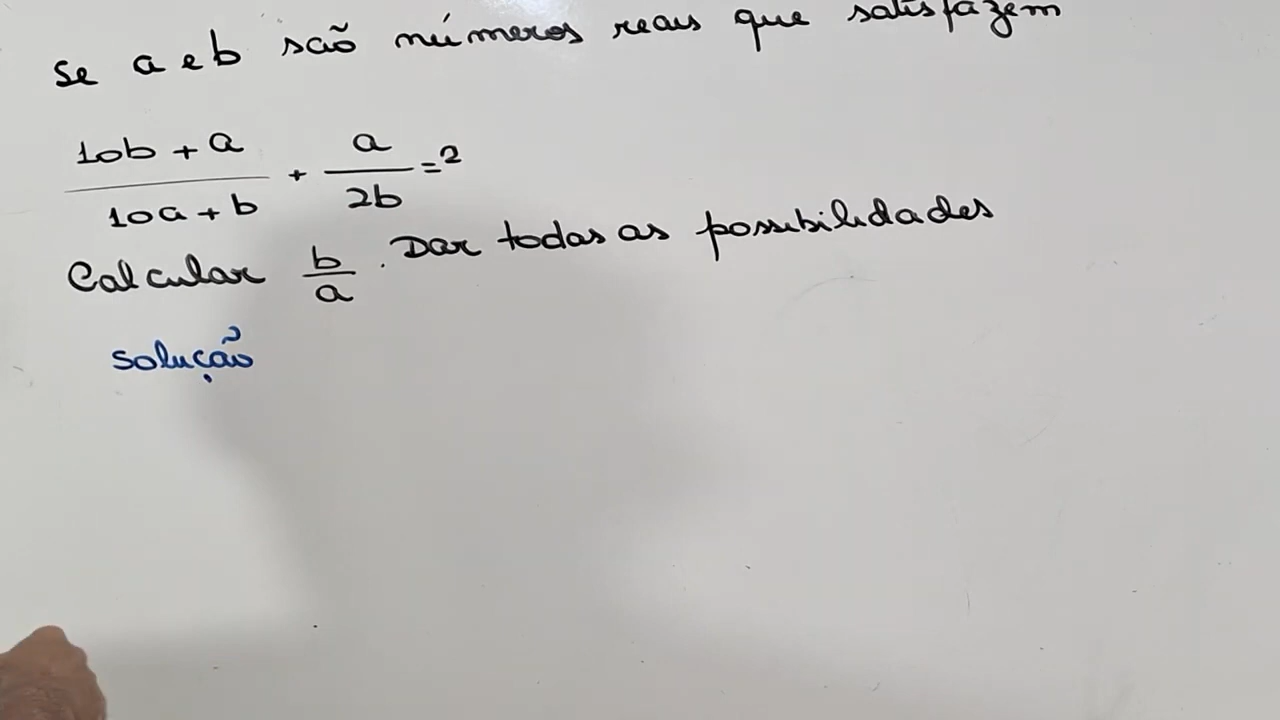 Se a e b são números reais que satisfazem
10b + a / 10a + b + a / 2b = 2
Calcular b / a . Dar todas as possibilidades
solução